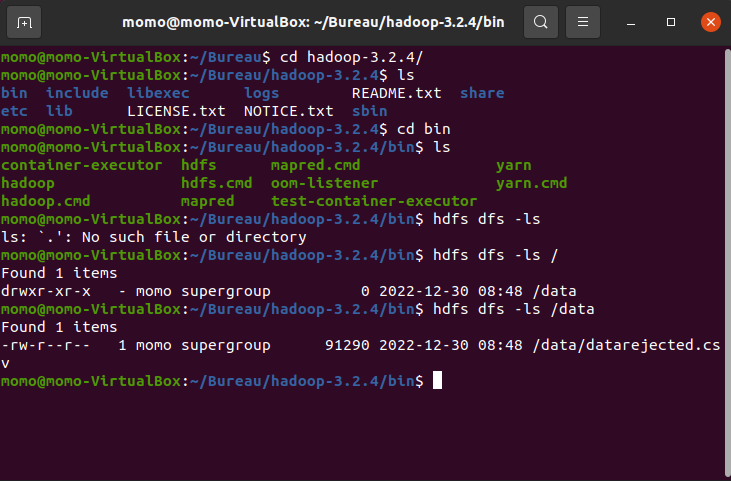 momo@momo-VirtualBox: ~/Bureau/hadoop-3.2.4/bin
momo@momo-VirtualBox:~/Bureau$ cd hadoop-3.2.4/
momo@momo-VirtualBox:~/Bureau/hadoop-3.2.4$ ls
bin  include  libexec      logs        README.txt  share
etc  lib      LICENSE.txt  NOTICE.txt  sbin
momo@momo-VirtualBox:~/Bureau/hadoop-3.2.4$ cd bin
momo@momo-VirtualBox:~/Bureau/hadoop-3.2.4/bin$ ls
container-executor  hdfs      mapred.cmd               yarn
hadoop              hdfs.cmd  oom-listener             yarn.cmd
hadoop.cmd          mapred    test-container-executor
momo@momo-VirtualBox:~/Bureau/hadoop-3.2.4/bin$ hdfs dfs -ls
ls: `.': No such file or directory
momo@momo-VirtualBox:~/Bureau/hadoop-3.2.4/bin$ hdfs dfs -ls /
Found 1 items
drwxr-xr-x   - momo supergroup          0 2022-12-30 08:48 /data
momo@momo-VirtualBox:~/Bureau/hadoop-3.2.4/bin$ hdfs dfs -ls /data
Found 1 items
-rw-r--r--   1 momo supergroup      91290 2022-12-30 08:48 /data/datarejected.cs
v
momo@momo-VirtualBox:~/Bureau/hadoop-3.2.4/bin$